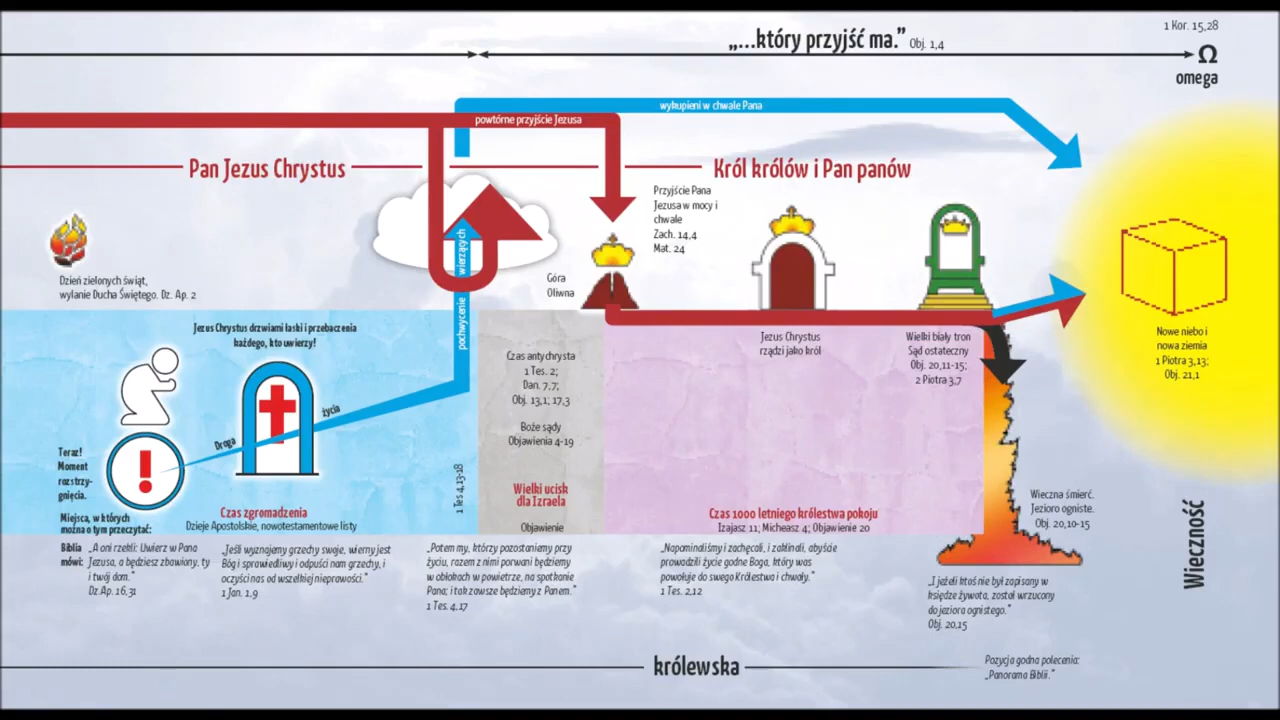 1 Kor. 15,28
„...który przyjść ma.” Obj. 1,4
Ω
omega
wykupieni w chwale Pana
powtórne przyjście Jezusa
Pan Jezus Chrystus
Król królów i Pan panów
Przyjście Pana
Jezusa w mocy i
chwale
Zach. 14,4
Mat. 24
Dzień zielonych świąt,
wylanie Ducha Świętego. Dz. Ap. 2
Góra
Oliwna
pochwycenie wierzących
Jezus Chrystus drzwiami łaski i przebaczenia
każdego, kto uwierzy!
Czas antychrysta
1 Tes. 2;
Dan. 7,7;
Obj. 13,1; 17,3
Boże sądy
Objawienia 4-19
Jezus Chrystus
rządzi jako król
Wielki biały tron
Sąd ostateczny
Obj. 20,11-15;
2 Piotra 3,7
Nowe niebo i
nowa ziemia
1 Piotra 3,13;
Obj. 21,1
Droga życia
Teraz!
Moment
rozstrzy-
gnięcia.
!
1 Tes 4,13-18
Wielki ucisk
dla Izraela
Objawienie
Czas zgromadzenia
Dzieje Apostolskie, nowotestamentowe listy
Czas 1000 letniego królestwa pokoju
Izajasz 11; Micheasz 4; Objawienie 20
Wieczna śmierć.
Jezioro ogniste.
Obj. 20,10-15
Wieczność
Miejsca, w których
można o tym przeczytać:
Biblia
mówi:
„A oni rzekli: Uwierz w Pana
Jezusa, a będziesz zbawiony, ty
i twój dom.”
Dz.Ap. 16,31
„Jeśli wyznajemy grzechy swoje, wierny jest
Bóg i sprawiedliwy i odpuści nam grzechy, i
oczyści nas od wszelkiej nieprawości.”
1 Jan. 1,9
„Potem my, którzy pozostaniemy przy
życiu, razem z nimi porwani będziemy
w obłokach w powietrze, na spotkanie
Pana; i tak zawsze będziemy z Panem.”
1 Tes. 4,17
„Napominaliśmy i zachęcali, i zaklinali, abyście
prowadzili życie godne Boga, który was
powołuje do swego Królestwa i chwały.”
1 Tes. 2,12
„I jeżeli ktoś nie był zapisany w
księdze żywota, został wrzucony
do jeziora ognistego.”
Obj. 20,15
królewska
Pozycja godna polecenia:
„Panorama Biblii.”